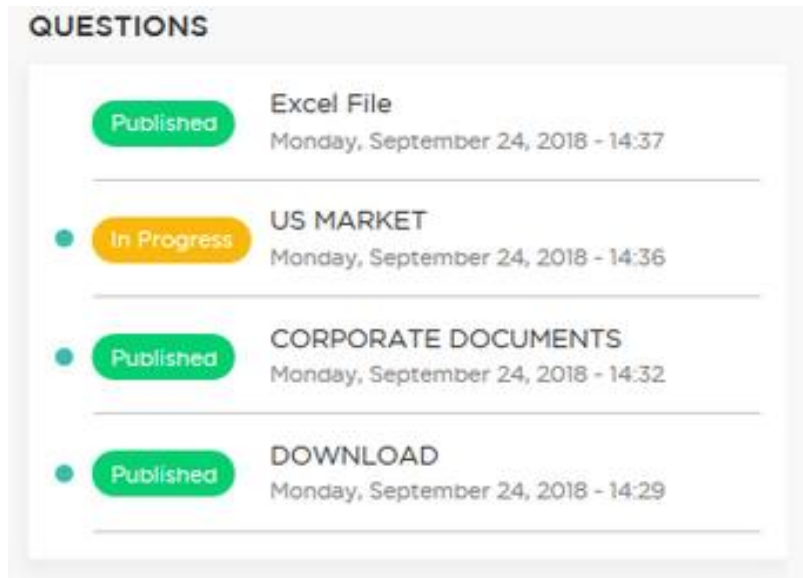 QUESTIONS
Published
Excel File
Monday, September 24, 2018 - 14:37
In Progress
US MARKET
Monday, September 24, 2018 - 14:36
Published
CORPORATE DOCUMENTS
Monday, September 24, 2018 - 14:32
Published
DOWNLOAD
Monday, September 24, 2018 - 14:29